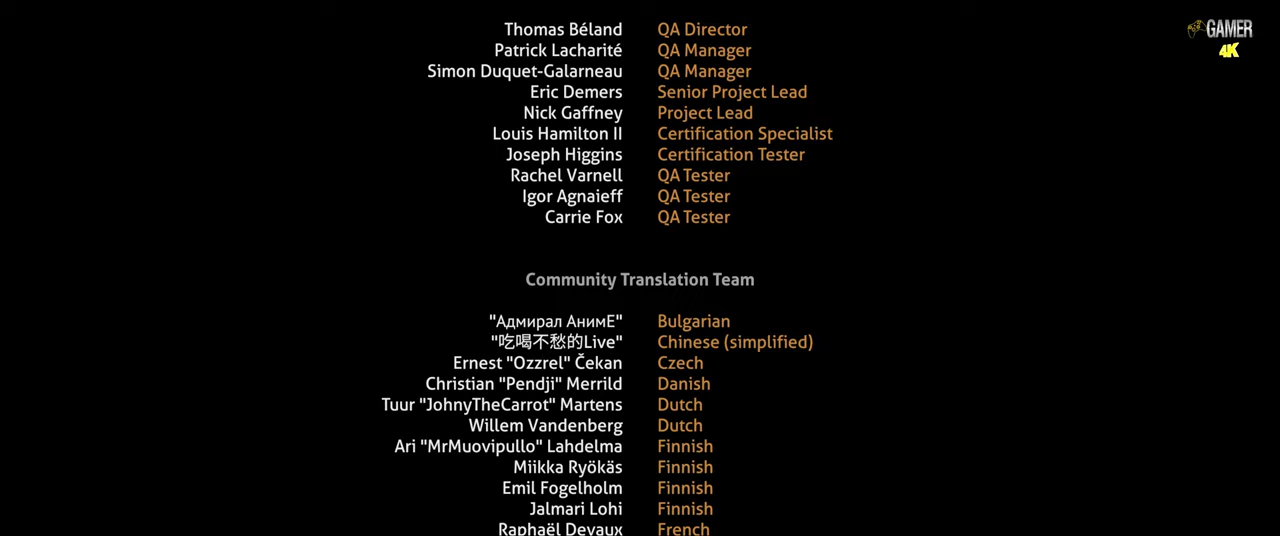 Thomas Béland QA Director
Patrick Lacharité QA Manager
Simon Duquet-Galarneau QA Manager
Eric Demers Senior Project Lead
Nick Gaffney Project Lead
Louis Hamilton II Certification Specialist
Joseph Higgins Certification Tester
Rachel Varnell QA Tester
Igor Agnaieff QA Tester
Carrie Fox QA Tester
GAMER
4K
Community Translation Team
"Адмирал АнимЕ" Bulgarian
"吃喝不愁的Live" Chinese (simplified)
Ernest "Ozzrel" Čekan Czech
Christian "Pendji" Merrild Danish
Tuur "JohnyTheCarrot" Martens Dutch
Willem Vandenberg Dutch
Ari "MrMuovipullo" Lahdelma Finnish
Miikka Ryökäs Finnish
Emil Fogelholm Finnish
Jalmari Lohi Finnish
Raphaël Devaux French